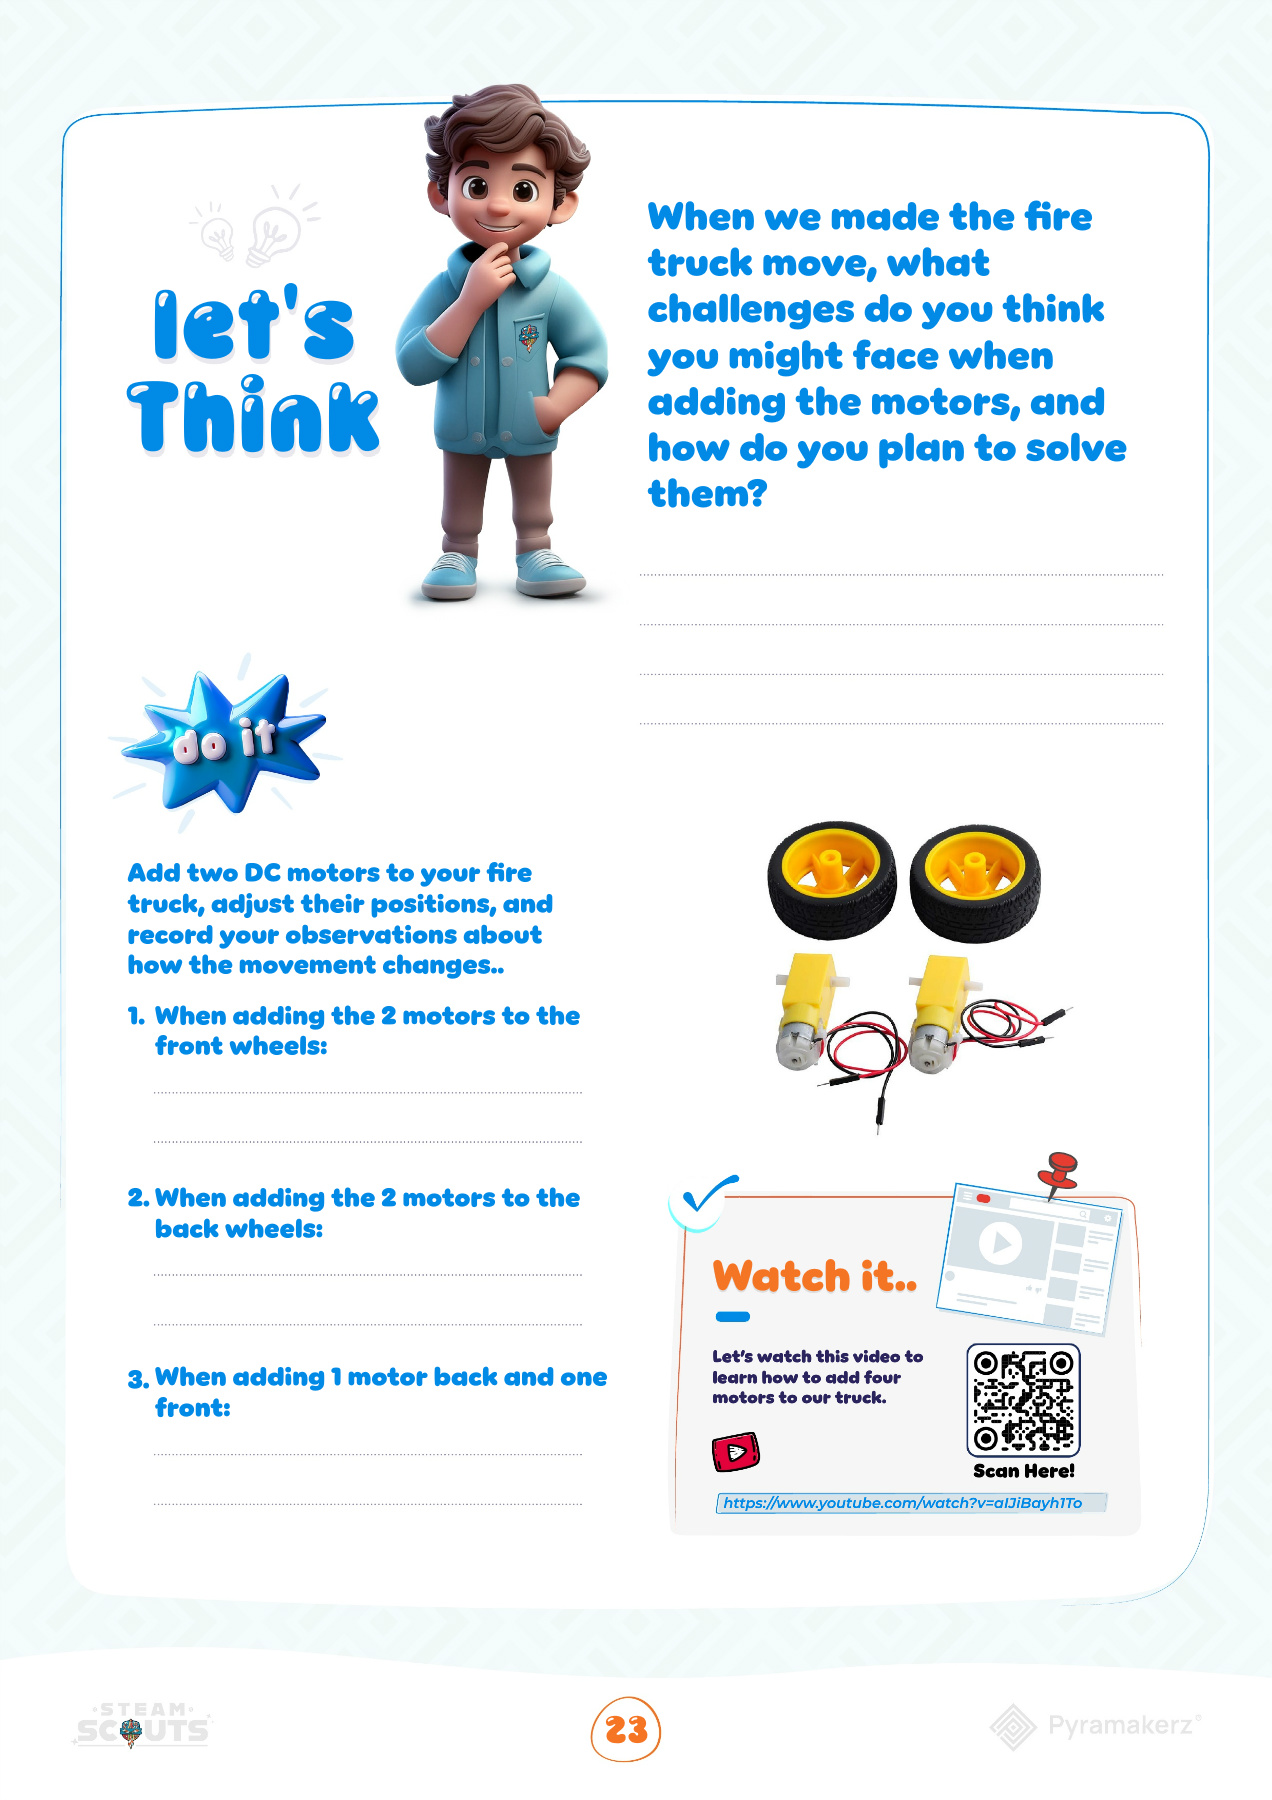 let's
Think
When we made the fire
truck move, what
challenges do you think
you might face when
adding the motors, and
how do you plan to solve
them?
do it
Add two DC motors to your fire
truck, adjust their positions, and
record your observations about
how the movement changes..
1. When adding the 2 motors to the
front wheels:
2. When adding the 2 motors to the
back wheels:
3. When adding 1 motor back and one
front:
Watch it..
Let's watch this video to
learn how to add four
motors to our truck.
Scan Here!
https://www.youtube.com/watch?v=aIJiBayh1To
STEAM
SCOUTS
23
Pyramakerz